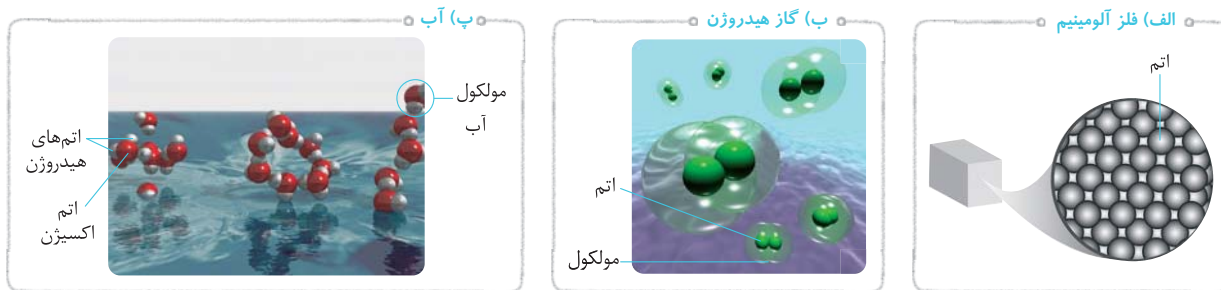 الف) فلز آلومینیم
اتم
ب) گاز هیدروژن
اتم
مولکول
پ) آب
مولکول
آب
اتم‌های
هیدروژن
اتم
اکسیژن